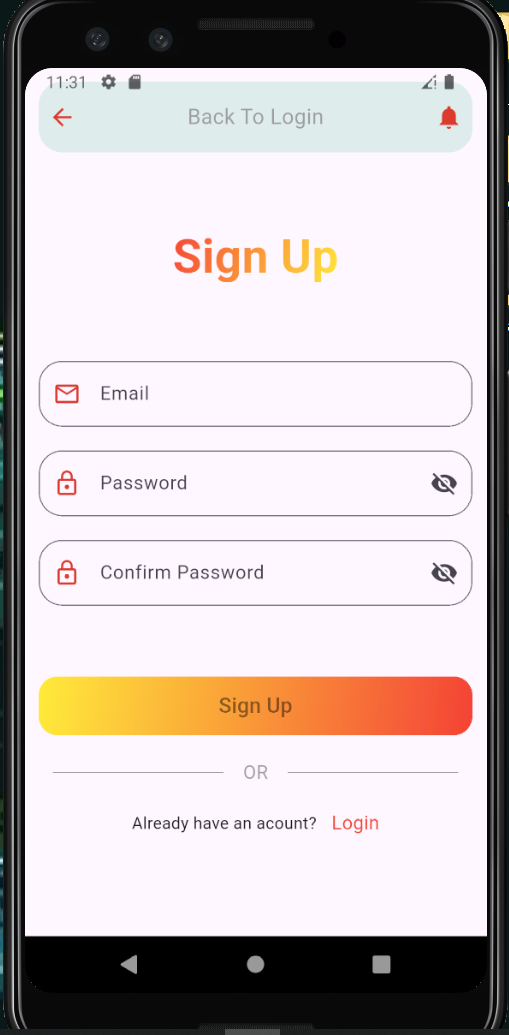 11:31
Back To Login
Sign Up
Email
Password
Confirm Password
Sign Up
OR
Already have an acount? Login